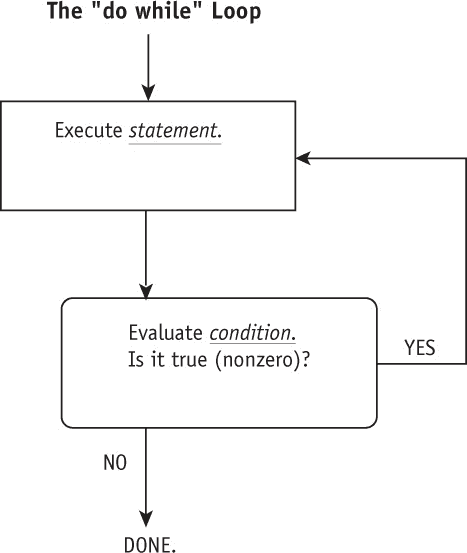 The "do while" Loop
Execute statement.
Evaluate condition.
Is it true (nonzero)?
YES
NO
DONE.